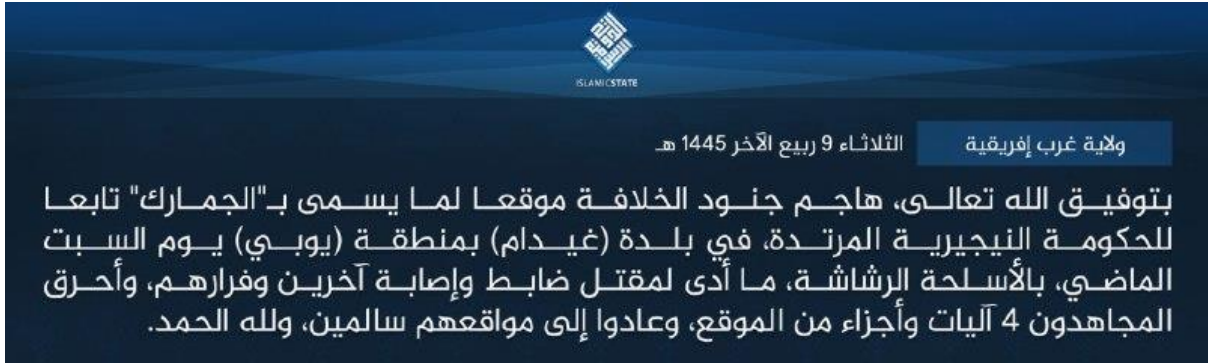 ISLAMICSTATE
ولاية غرب إفريقية
الثلاثاء 9 ربيع الآخر 1445 هـ
بتوفيق الله تعالى، هاجم جنود الخلافة موقعا لما يسمى بـ"الجمارك" تابعا
للحكومة النيجيرية المرتدة، في بلدة (غيدام) بمنطقة (يوبي) يوم السبت
الماضي، بالأسلحة الرشاشة، ما أدى لمقتل ضابط وإصابة آخرين وفرارهم، وأحرق
المجاهدون 4 آليات وأجزاء من الموقع، وعادوا إلى مواقعهم سالمين، ولله الحمد.